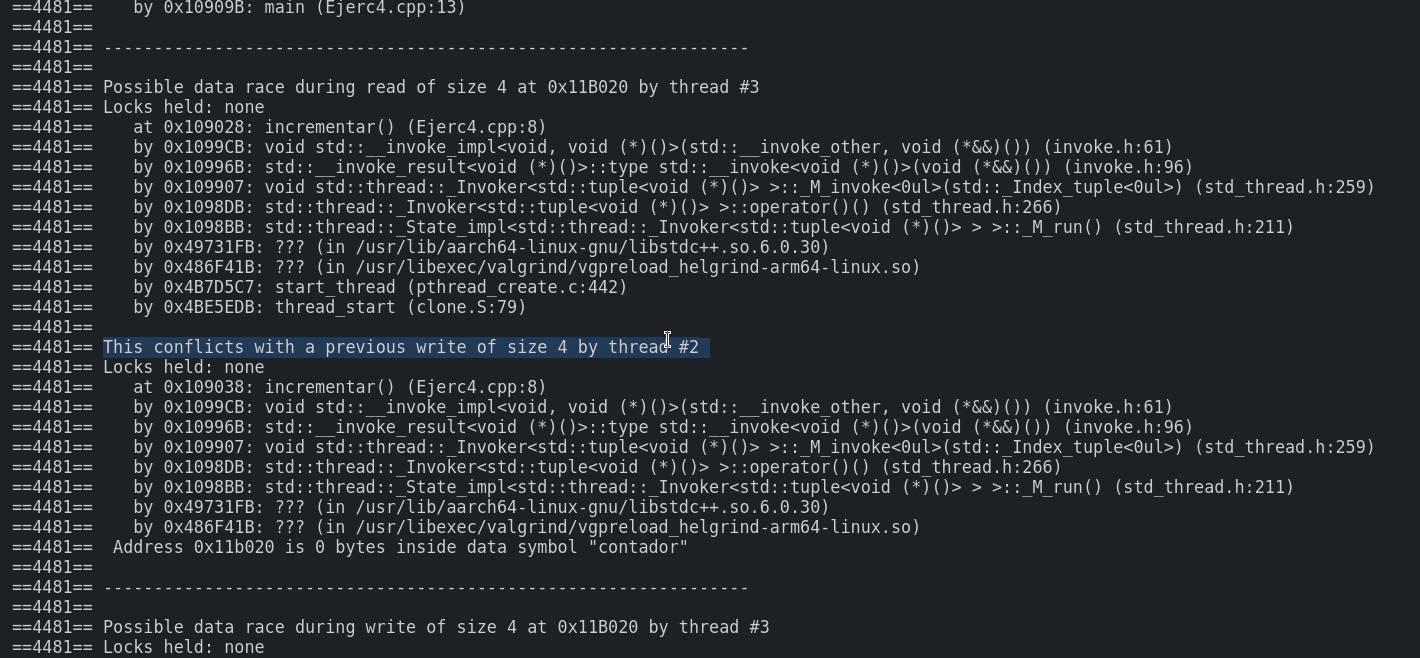 ==4481==    by 0x10909B: main (Ejerc4.cpp:13)
==4481==
==4481== ----------------------------------------------------------------
==4481==
==4481== Possible data race during read of size 4 at 0x11B020 by thread #3
==4481== Locks held: none
==4481==    at 0x109028: incrementar() (Ejerc4.cpp:8)
==4481==    by 0x1099CB: void std::__invoke_impl<void, void (*)()>(std::__invoke_other, void (*&&)()) (invoke.h:61)
==4481==    by 0x10996B: std::__invoke_result<void (*)()>::type std::__invoke<void (*)()>(void (*&&)()) (invoke.h:96)
==4481==    by 0x109907: void std::thread::_Invoker<std::tuple<void (*)()> >::_M_invoke<0ul>(std::_Index_tuple<0ul>) (std_thread.h:259)
==4481==    by 0x1098DB: std::thread::_Invoker<std::tuple<void (*)()> >::operator()() (std_thread.h:266)
==4481==    by 0x1098BB: std::thread::_State_impl<std::thread::_Invoker<std::tuple<void (*)()> > >::_M_run() (std_thread.h:211)
==4481==    by 0x49731FB: ??? (in /usr/lib/aarch64-linux-gnu/libstdc++.so.6.0.30)
==4481==    by 0x486F41B: ??? (in /usr/libexec/valgrind/vgpreload_helgrind-arm64-linux.so)
==4481==    by 0x4B7D5C7: start_thread (pthread_create.c:442)
==4481==    by 0x4BE5EDB: thread_start (clone.S:79)
==4481==
==4481== This conflicts with a previous write of size 4 by thread #2
==4481== Locks held: none
==4481==    at 0x109038: incrementar() (Ejerc4.cpp:8)
==4481==    by 0x1099CB: void std::__invoke_impl<void, void (*)()>(std::__invoke_other, void (*&&)()) (invoke.h:61)
==4481==    by 0x10996B: std::__invoke_result<void (*)()>::type std::__invoke<void (*)()>(void (*&&)()) (invoke.h:96)
==4481==    by 0x109907: void std::thread::_Invoker<std::tuple<void (*)()> >::_M_invoke<0ul>(std::_Index_tuple<0ul>) (std_thread.h:259)
==4481==    by 0x1098DB: std::thread::_Invoker<std::tuple<void (*)()> >::operator()() (std_thread.h:266)
==4481==    by 0x1098BB: std::thread::_State_impl<std::thread::_Invoker<std::tuple<void (*)()> > >::_M_run() (std_thread.h:211)
==4481==    by 0x49731FB: ??? (in /usr/lib/aarch64-linux-gnu/libstdc++.so.6.0.30)
==4481==    by 0x486F41B: ??? (in /usr/libexec/valgrind/vgpreload_helgrind-arm64-linux.so)
==4481==  Address 0x11b020 is 0 bytes inside data symbol "contador"
==4481==
==4481== ----------------------------------------------------------------
==4481==
==4481== Possible data race during write of size 4 at 0x11B020 by thread #3
==4481== Locks held: none